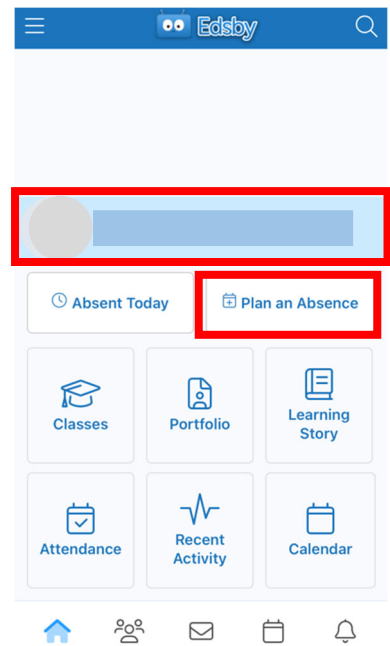 Edsby
Absent Today
Plan an Absence
Classes
Portfolio
Learning
Story
Attendance
Recent
Activity
Calendar